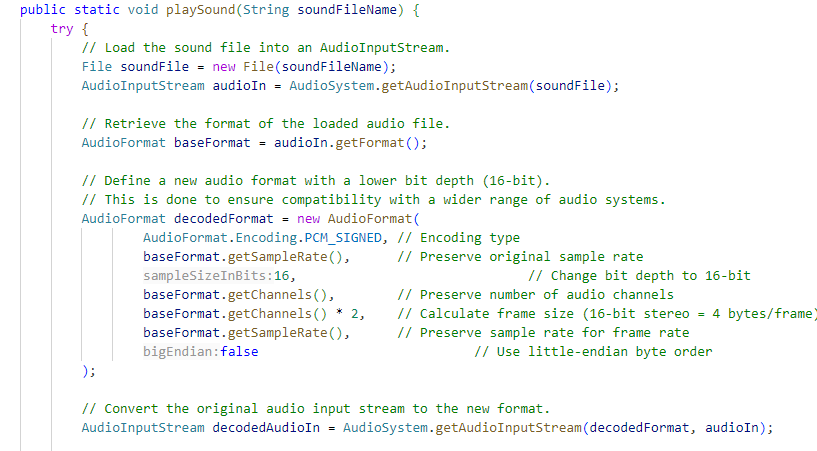 public static void playSound(String soundFileName) {
try {
// Load the sound file into an AudioInputStream.
File soundFile = new File(soundFileName);
AudioInputStream audioIn = AudioSystem.getAudioInputStream(soundFile);
// Retrieve the format of the loaded audio file.
AudioFormat baseFormat = audioIn.getFormat();
// Define a new audio format with a lower bit depth (16-bit).
// This is done to ensure compatibility with a wider range of audio systems.
AudioFormat decodedFormat = new AudioFormat(
AudioFormat.Encoding.PCM_SIGNED, // Encoding type
baseFormat.getSampleRate(), // Preserve original sample rate
sampleSizeInBits:16, // Change bit depth to 16-bit
baseFormat.getChannels(), // Preserve number of audio channels
baseFormat.getChannels() * 2, // Calculate frame size (16-bit stereo = 4 bytes/frame)
baseFormat.getSampleRate(), // Preserve sample rate for frame rate
bigEndian:false // Use little-endian byte order
);
// Convert the original audio input stream to the new format.
AudioInputStream decodedAudioIn = AudioSystem.getAudioInputStream(decodedFormat, audioIn);